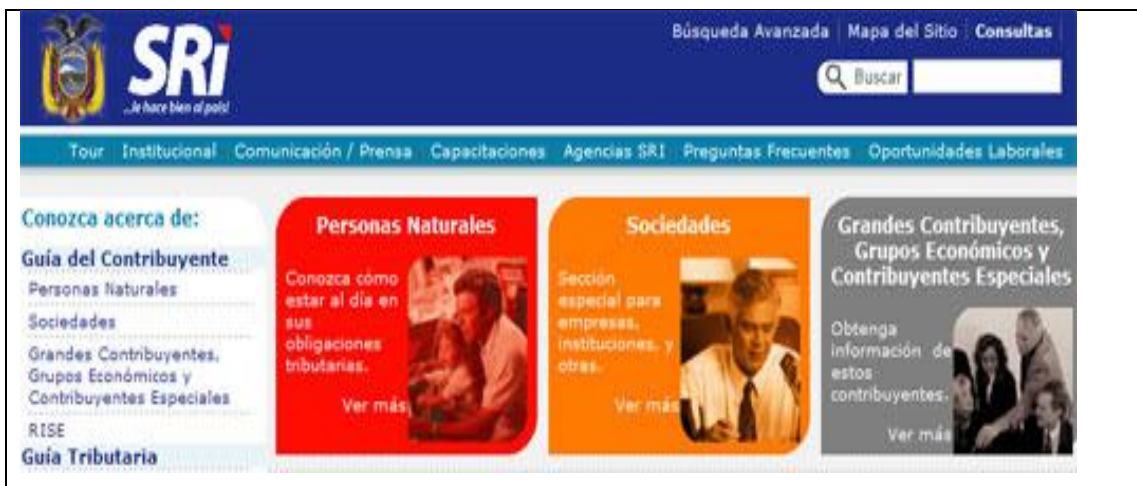 SRi
...le hace bien al país!
Búsqueda Avanzada Mapa del Sitio Consultas
Buscar
Tour Institucional Comunicación / Prensa Capacitaciones Agencias SRI Preguntas Frecuentes Oportunidades Laborales
Conozca acerca de:
Guía del Contribuyente
Personas Naturales
Sociedades
Grandes Contribuyentes,
Grupos Económicos y
Contribuyentes Especiales
RISE
Guía Tributaria
Personas Naturales
Conozca cómo
estar al día en
sus
obligaciones
tributarias.
Ver más
Sociedades
Sección
especial para
empresas,
instituciones, y
otras.
Ver más
Grandes Contribuyentes,
Grupos Económicos y
Contribuyentes Especiales
Obtenga
información de
estos
contribuyentes.
Ver más